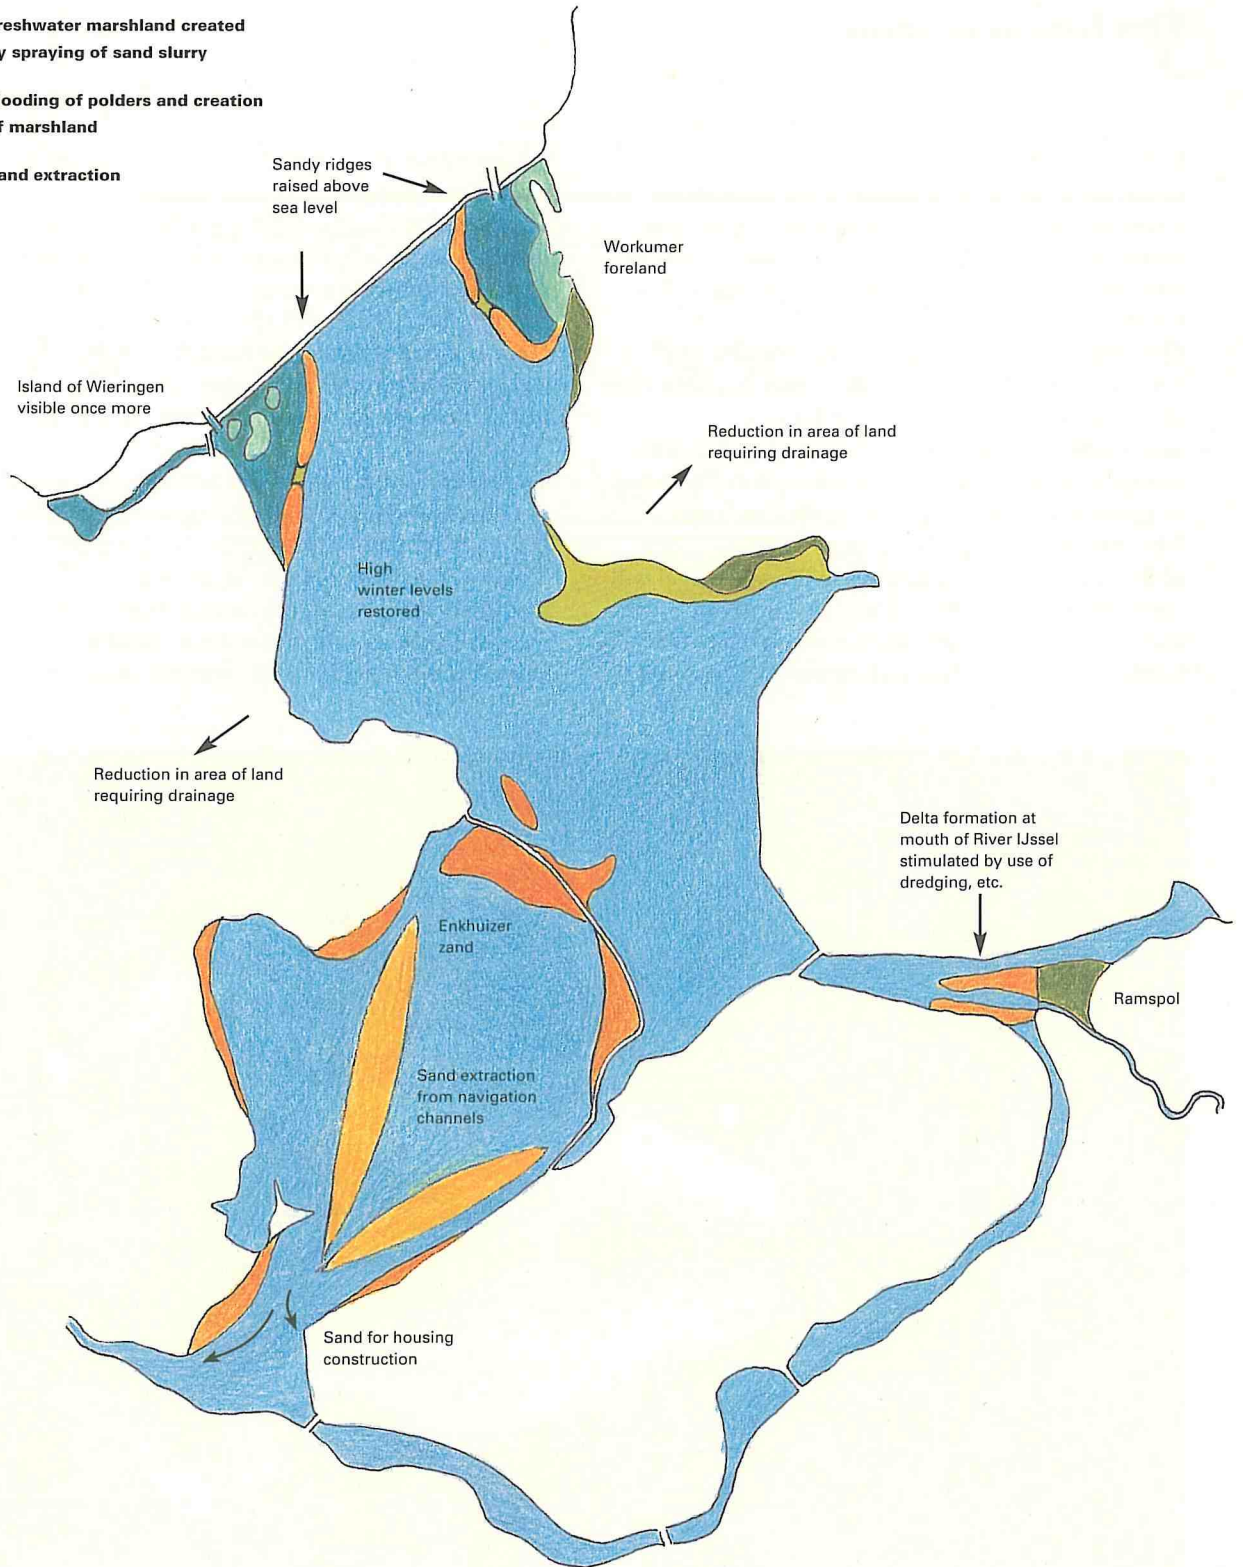 reshwater marshland created
y spraying of sand slurry
ooding of polders and creation
f marshland
and extraction
Sandy ridges
raised above
sea level
Workumer
foreland
Island of Wieringen
visible once more
Reduction in area of land
requiring drainage
High
winter levels
restored
Reduction in area of land
requiring drainage
Delta formation at
mouth of River IJssel
stimulated by use of
dredging, etc.
Enkhuizer
zand
Ramspol
Sand extraction
from navigation
channels
Sand for housing
construction